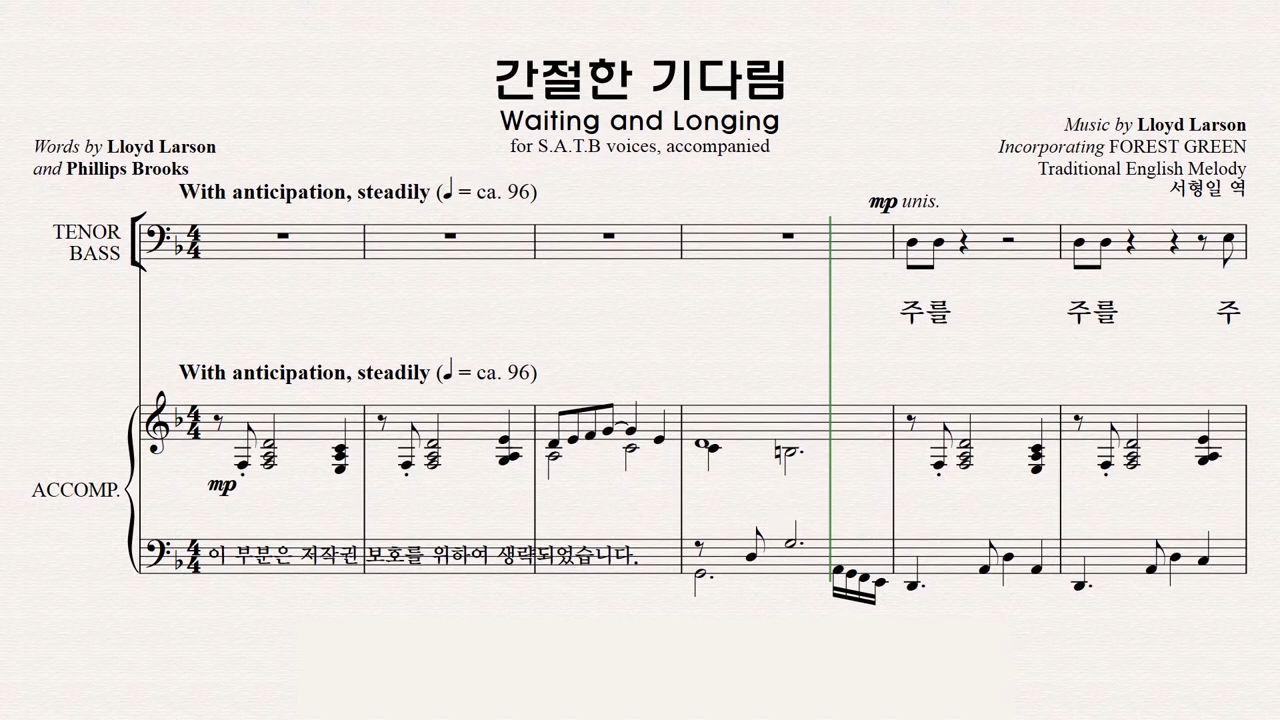 간절한 기다림
Waiting and Longing
for S.A.T.B voices, accompanied
Words by Lloyd Larson
and Phillips Brooks
Music by Lloyd Larson
Incorporating FOREST GREEN
Traditional English Melody
서형일 역
With anticipation, steadily (♩ = ca. 96)
mp unis.
TENOR
BASS
주를 주를 주
With anticipation, steadily (♩ = ca. 96)
mp
ACCOMP.
이 부분은 저작권 보호를 위하여 생략되었습니다.